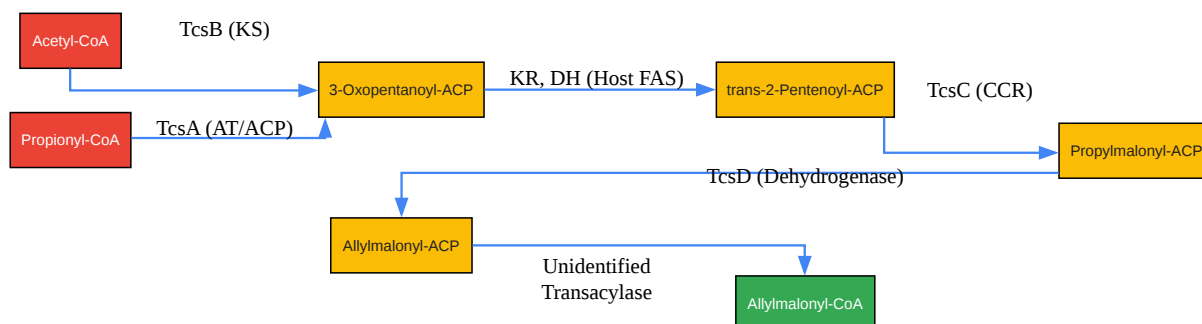 Acetyl-CoA
TcsB (KS)
3-Oxopentanoyl-ACP
KR, DH (Host FAS)
trans-2-Pentenoyl-ACP
TcsC (CCR)
Propionyl-CoA
TcsA (AT/ACP)
Propylmalonyl-ACP
TcsD (Dehydrogenase)
Allylmalonyl-ACP
Unidentified
Transacylase
Allylmalonyl-CoA